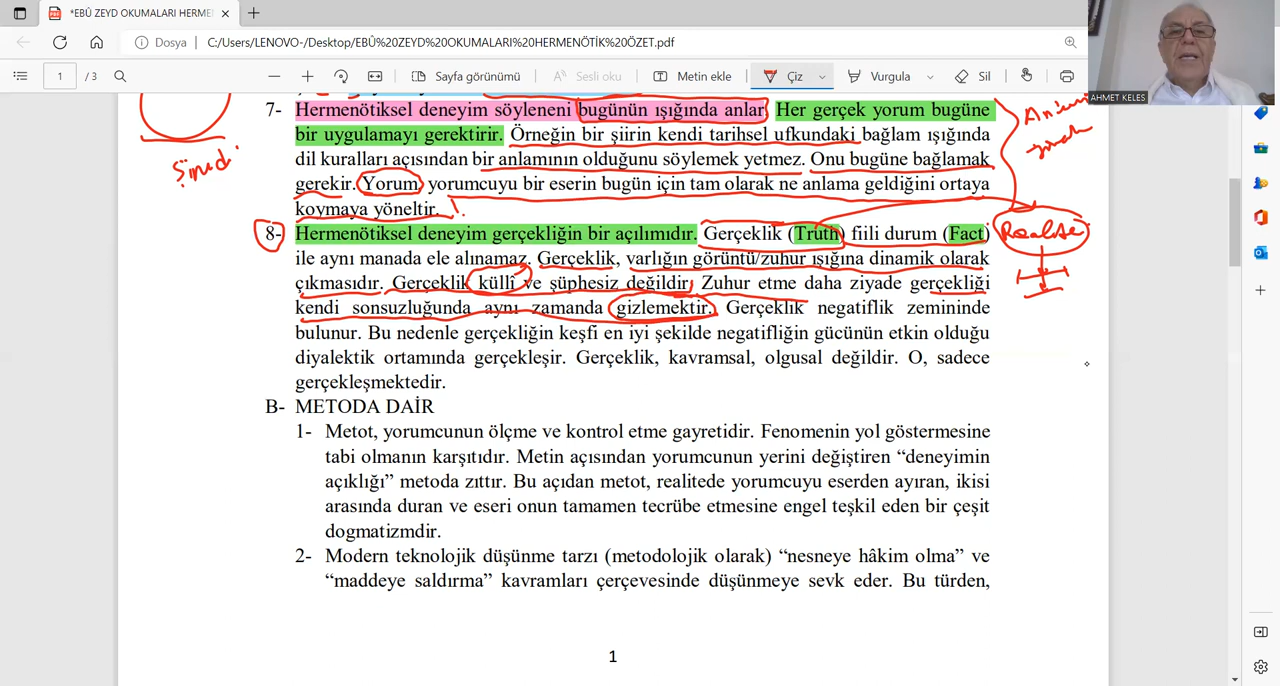 *EBÛ ZEYD OKUMALARI HERMEN
Dosya C:/Users/LENOVO-/Desktop/EBÛ%20ZEYD%20OKUMALARI%20HERMENÖTİK%20ÖZET.pdf
1 / 3 Sayfa görünümü Sesli oku Metin ekle Çiz Vurgula Sil
AHMET KELES
7- Hermenötiksel deneyim söyleneni bugünün ışığında anlar. Her gerçek yorum bugüne
bir uygulamayı gerektirir. Örneğin bir şiirin kendi tarihsel ufkundaki bağlam ışığında
dil kuralları açısından bir anlamının olduğunu söylemek yetmez. Onu bugüne bağlamak
gerekir. Yorum yorumcuyu bir eserin bugün için tam olarak ne anlama geldiğini ortaya
koymaya yöneltir.
Şimdi
8- Hermenötiksel deneyim gerçekliğin bir açılımıdır. Gerçeklik (Truth) fiili durum (Fact)
Realite
ile aynı manada ele alınamaz. Gerçeklik, varlığın görüntü/zuhur ışığına dinamik olarak
çıkmasıdır. Gerçeklik küllî ve şüphesiz değildir. Zuhur etme daha ziyade gerçekliği
kendi sonsuzluğunda aynı zamanda gizlemektir. Gerçeklik negatiflik zemininde
bulunur. Bu nedenle gerçekliğin keşfi en iyi şekilde negatifliğin gücünün etkin olduğu
diyalektik ortamında gerçekleşir. Gerçeklik, kavramsal, olgusal değildir. O, sadece
gerçekleşmektedir.
B- METODA DAİR
1- Metot, yorumcunun ölçme ve kontrol etme gayretidir. Fenomenin yol göstermesine
tabi olmanın karşıtıdır. Metin açısından yorumcunun yerini değiştiren “deneyimin
açıklığı” metoda zıttır. Bu açıdan metot, realitede yorumcuyu eserden ayıran, ikisi
arasında duran ve eseri onun tamamen tecrübe etmesine engel teşkil eden bir çeşit
dogmatizmdir.
2- Modern teknolojik düşünme tarzı (metodolojik olarak) “nesneye hâkim olma” ve
“maddeye saldırma” kavramları çerçevesinde düşünmeye sevk eder. Bu türden,
1